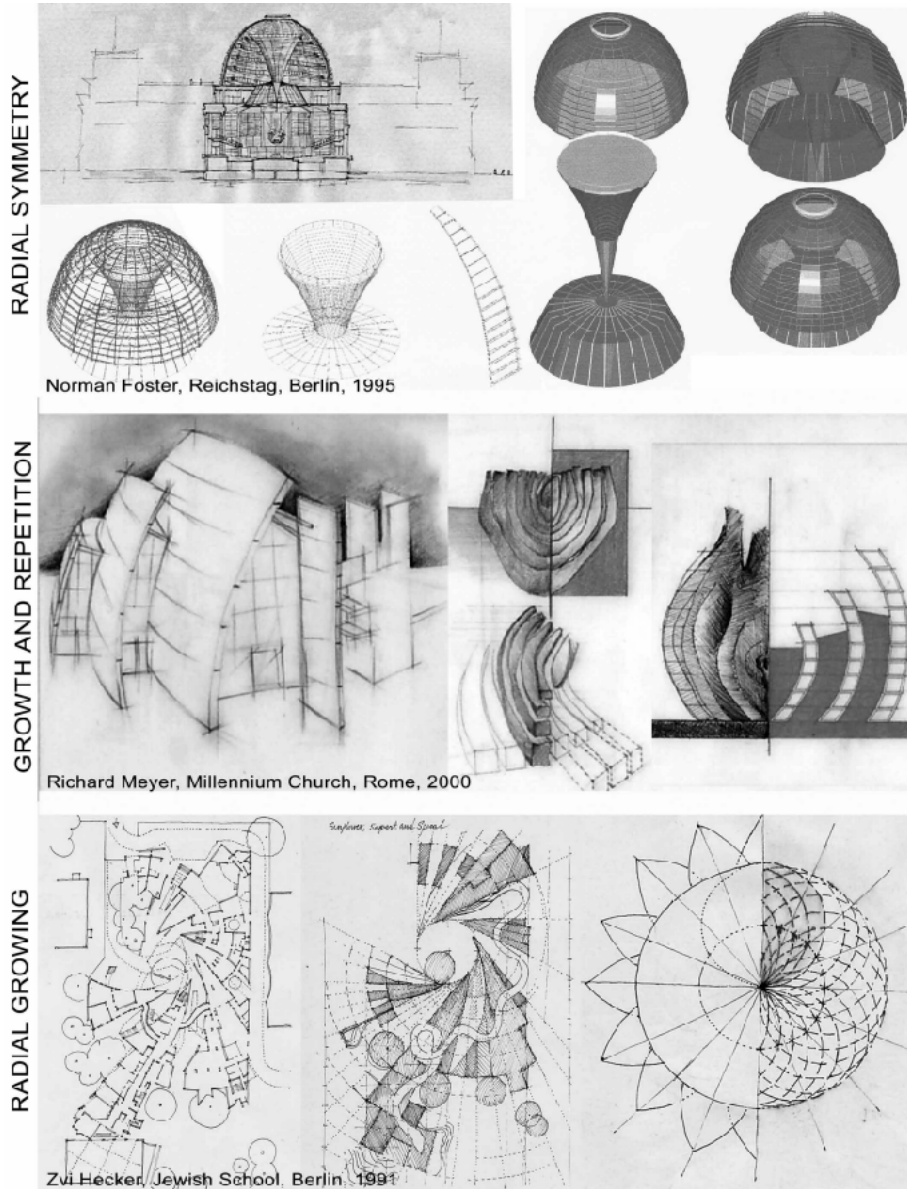 RADIAL SYMMETRY
Norman Foster, Reichstag, Berlin, 1995
GROWTH AND REPETITION
Richard Meyer, Millennium Church, Rome, 2000
RADIAL GROWING
Sunflower,
Zvi Hecker, Jewish School, Berlin, 1991